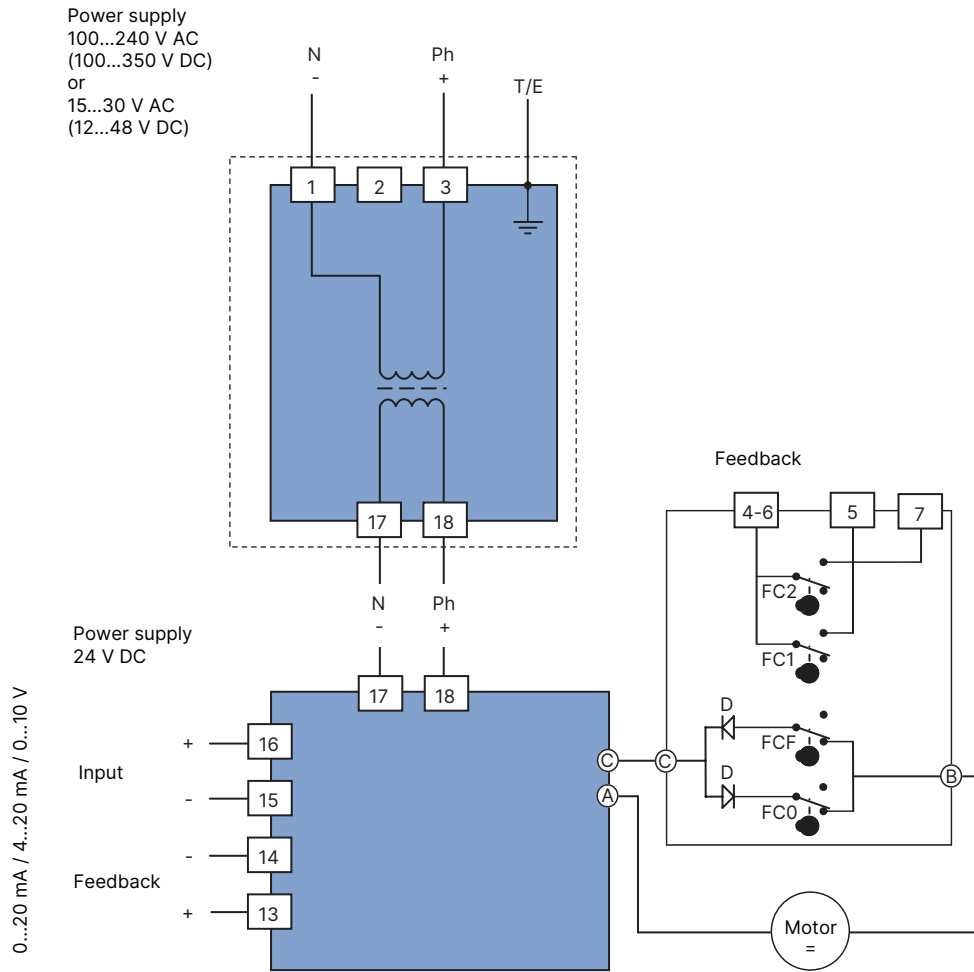 Power supply
100...240 V AC
(100...350 V DC)
or
15...30 V AC
(12...48 V DC)
N
-
Ph
+
T/E
1
2
3
17
18
N
-
Ph
+
Power supply
24 V DC
17
18
0...20 mA / 4...20 mA / 0...10 V
+
16
Input
-
15
-
14
Feedback
+
13
C
A
Feedback
4-6
5
7
FC2
FC1
D
FCF
C
D
FC0
B
Motor
=